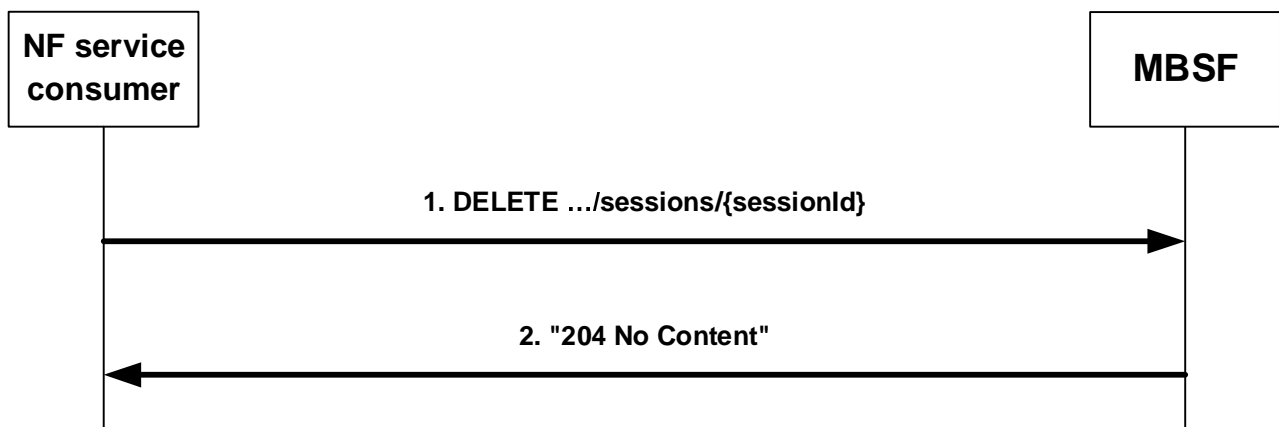 NF service
consumer
MBSF
1. DELETE …/sessions/{sessionId}
2. "204 No Content"